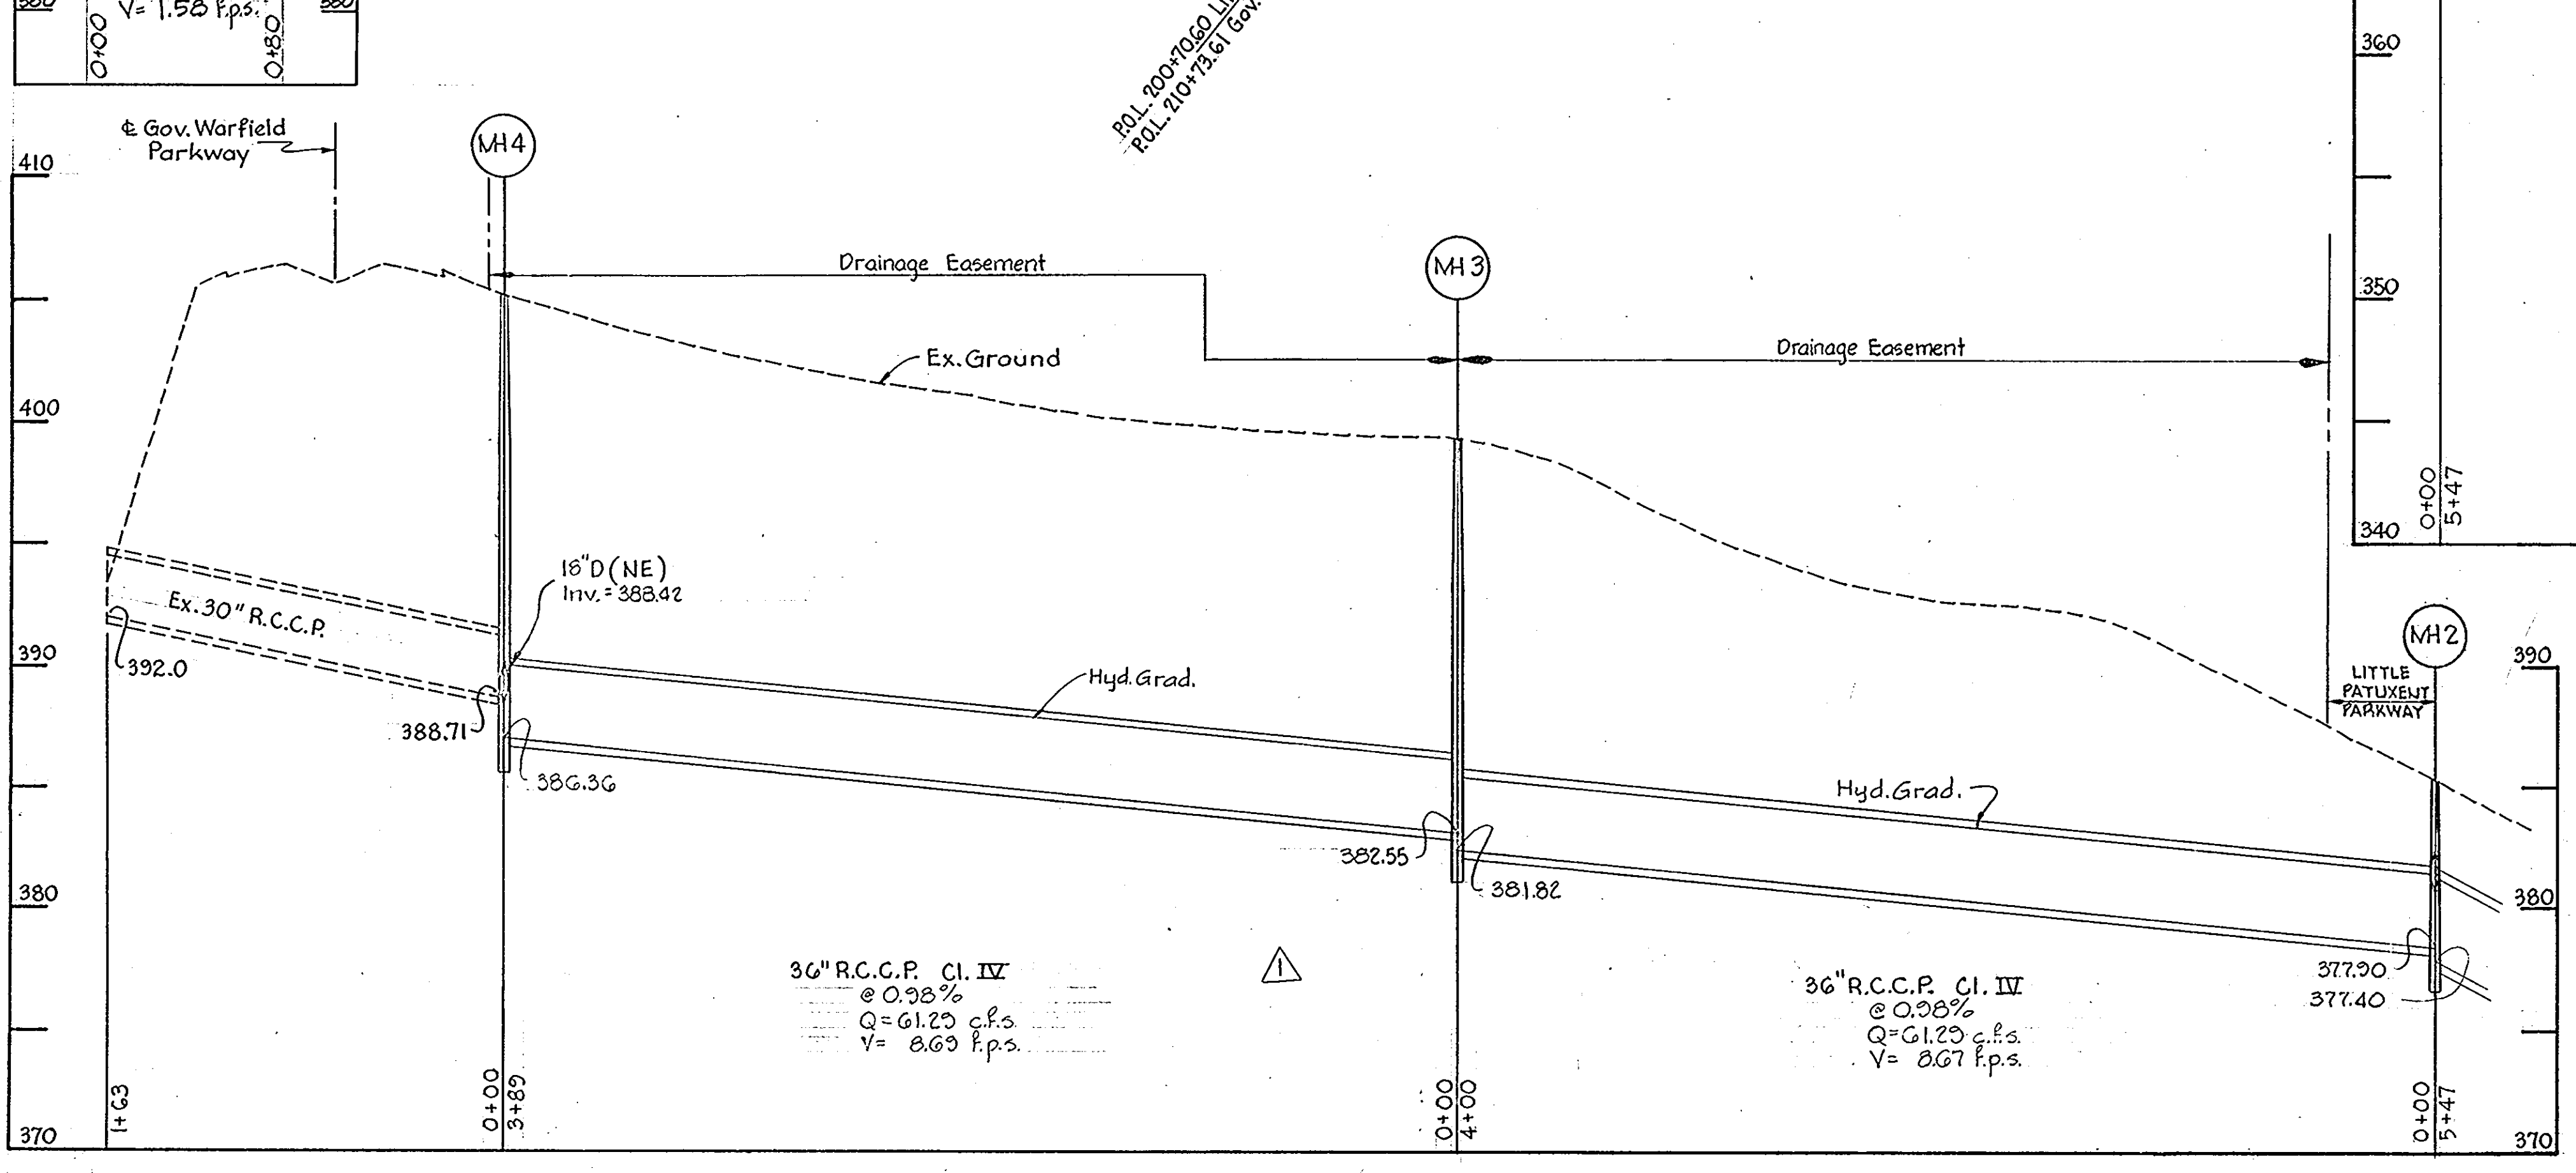 380
V= 1.58 f.p.s.
380
0+00
0+80
P.O.L. 200+70.60
P.O.L. 210+73.61 Gov.
360
350
340
0+00
5+47
℄ Gov. Warfield
Parkway
MH4
410
Drainage Easement
MH3
Ex. Ground
Drainage Easement
400
18"D (NE)
Inv.=388.42
Ex. 30" R.C.C.P.
392.0
390
388.71
386.36
Hyd. Grad.
MH2
LITTLE
PATUXENT
PARKWAY
390
Hyd. Grad.
382.55
381.82
380
380
377.90
377.40
36" R.C.C.P. Cl. IV
@ 0.98%
Q=61.29 c.f.s.
V= 8.69 f.p.s.
1
36" R.C.C.P. Cl. IV
@ 0.98%
Q=61.29 c.f.s.
V= 8.67 f.p.s.
1+63
0+00
3+89
0+00
4+00
0+00
5+47
370
370